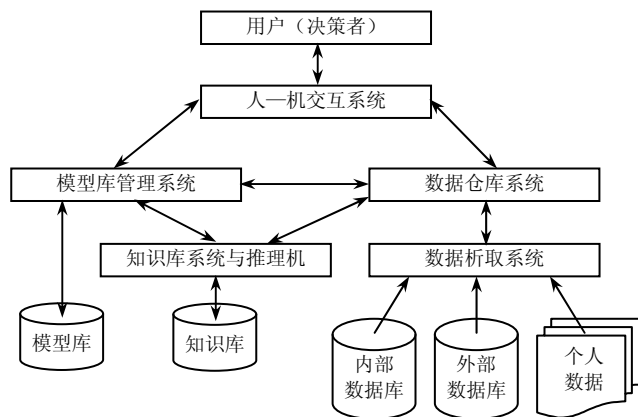 用户（决策者）
人—机交互系统
模型库管理系统
数据仓库系统
知识库系统与推理机
数据析取系统
模型库
知识库
内部
数据库
外部
数据库
个人
数据